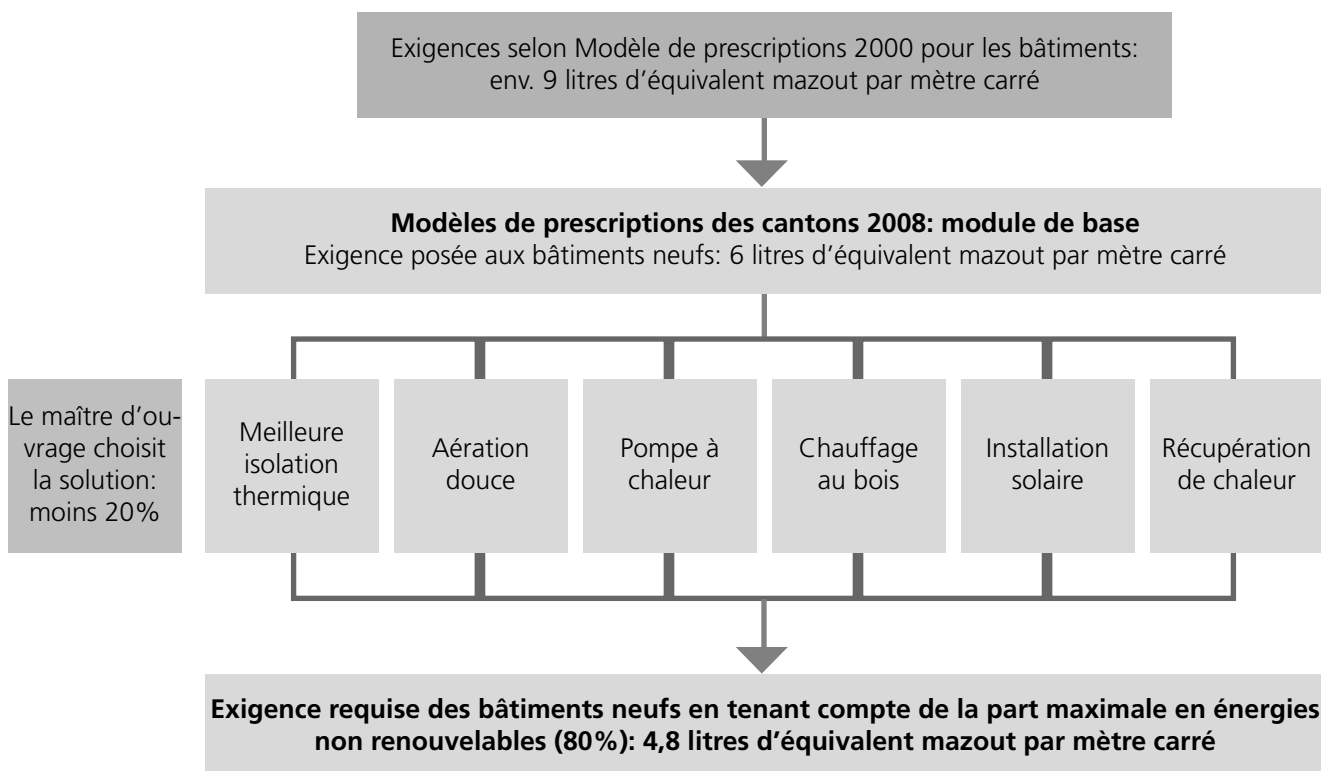 Exigences selon Modèle de prescriptions 2000 pour les bâtiments:
env. 9 litres d'équivalent mazout par mètre carré
Modèles de prescriptions des cantons 2008: module de base
Exigence posée aux bâtiments neufs: 6 litres d'équivalent mazout par mètre carré
Le maître d'ou-
vrage choisit
la solution:
moins 20%
Meilleure
isolation
thermique
Aération
douce
Pompe à
chaleur
Chauffage
au bois
Installation
solaire
Récupération
de chaleur
Exigence requise des bâtiments neufs en tenant compte de la part maximale en énergies
non renouvelables (80%): 4,8 litres d'équivalent mazout par mètre carré